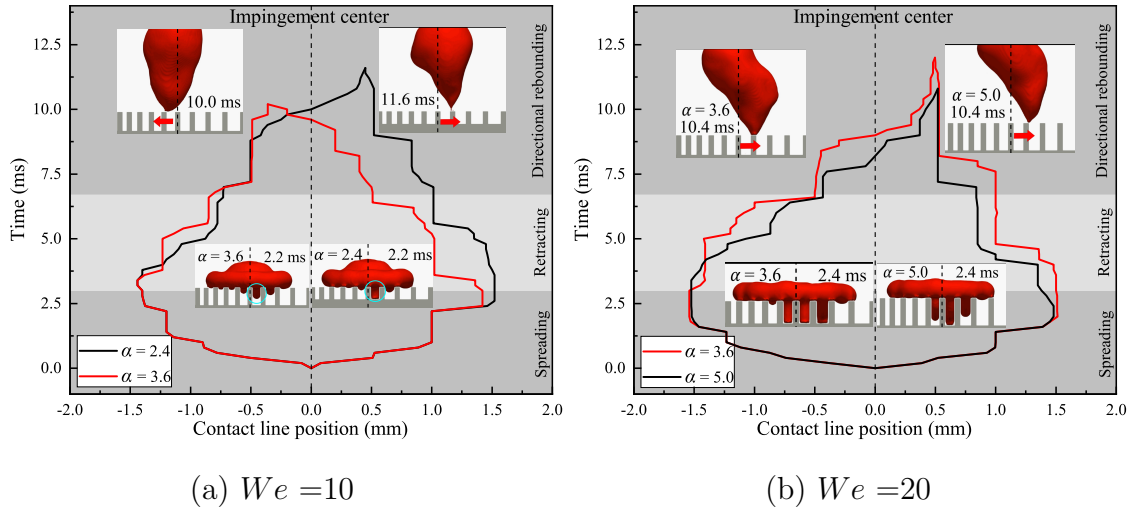 Impingement center
12.5
10.0
7.5
5.0
2.5
0.0
Time (ms)
10.0 ms
11.6 ms
α = 3.6 2.2 ms
α = 2.4 2.2 ms
α = 2.4
α = 3.6
Directional rebounding
Retracting
Spreading
-2.0 -1.5 -1.0 -0.5 0.0 0.5 1.0 1.5 2.0
Contact line position (mm)
(a) We =10
Impingement center
12.5
10.0
7.5
5.0
2.5
0.0
Time (ms)
α = 3.6
10.4 ms
α = 5.0
10.4 ms
α = 3.6 2.4 ms
α = 5.0 2.4 ms
α = 3.6
α = 5.0
Directional rebounding
Retracting
Spreading
-2.0 -1.5 -1.0 -0.5 0.0 0.5 1.0 1.5 2.0
Contact line position (mm)
(b) We =20